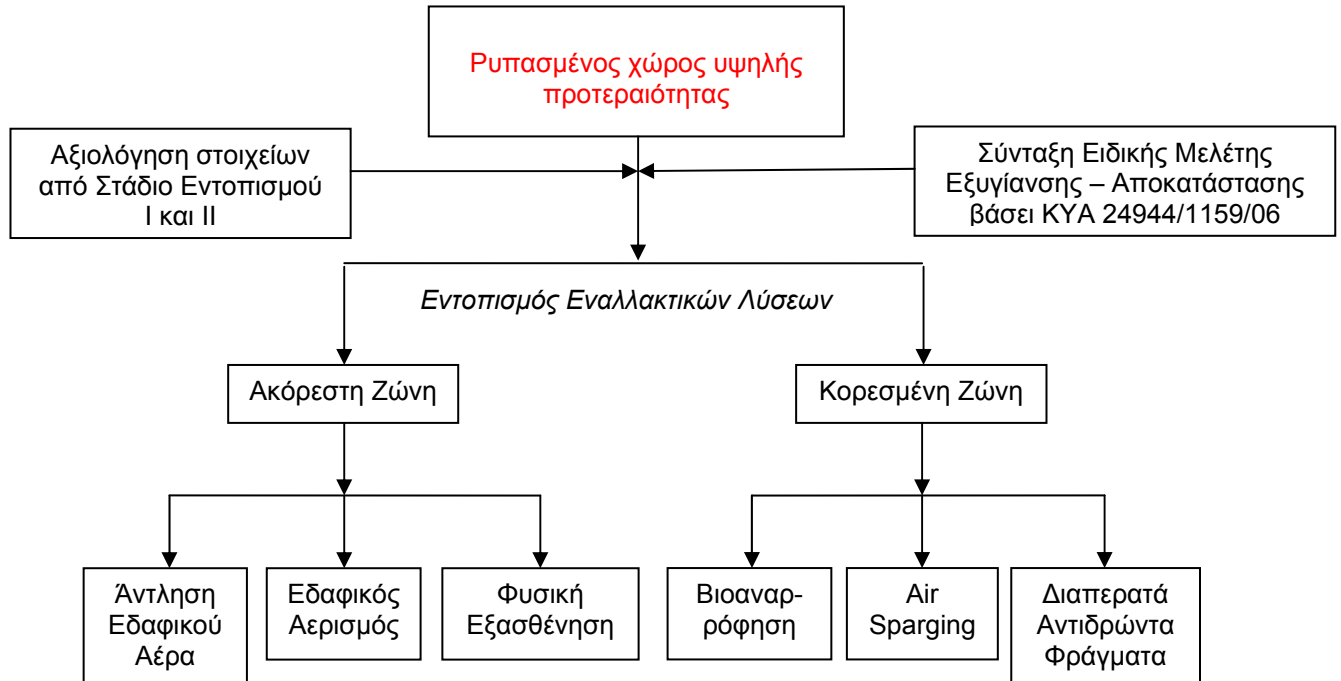 Ρυπασμένος χώρος υψηλής
προτεραιότητας
Αξιολόγηση στοιχείων
από Στάδιο Εντοπισμού
Ι και ΙΙ
Σύνταξη Ειδικής Μελέτης
Εξυγίανσης – Αποκατάστασης
βάσει ΚΥΑ 24944/1159/06
Εντοπισμός Εναλλακτικών Λύσεων
Ακόρεστη Ζώνη
Κορεσμένη Ζώνη
Άντληση
Εδαφικού
Αέρα
Εδαφικός
Αερισμός
Φυσική
Εξασθένηση
Βιοαναρ-
ρόφηση
Air
Sparging
Διαπερατά
Αντιδρώντα
Φράγματα